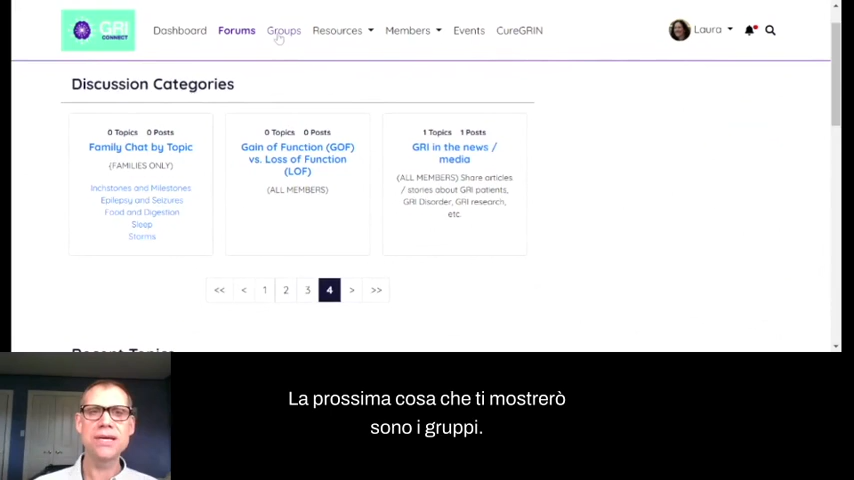 GRI
CONNECT
Dashboard
Forums
Groups
Resources
Members
Events
CureGRIN
Laura
Discussion Categories
0 Topics 0 Posts
Family Chat by Topic
(FAMILIES ONLY)
Inchstones and Milestones
Epilepsy and Seizures
Food and Digestion
Sleep
Storms
0 Topics 0 Posts
Gain of Function (GOF)
vs. Loss of Function
(LOF)
(ALL MEMBERS)
1 Topics 1 Posts
GRI in the news /
media
(ALL MEMBERS) Share articles
/ stories about GRI patients,
GRI Disorder, GRI research,
etc.
<< < 1 2 3 4 > >>
La prossima cosa che ti mostrerò
sono i gruppi.